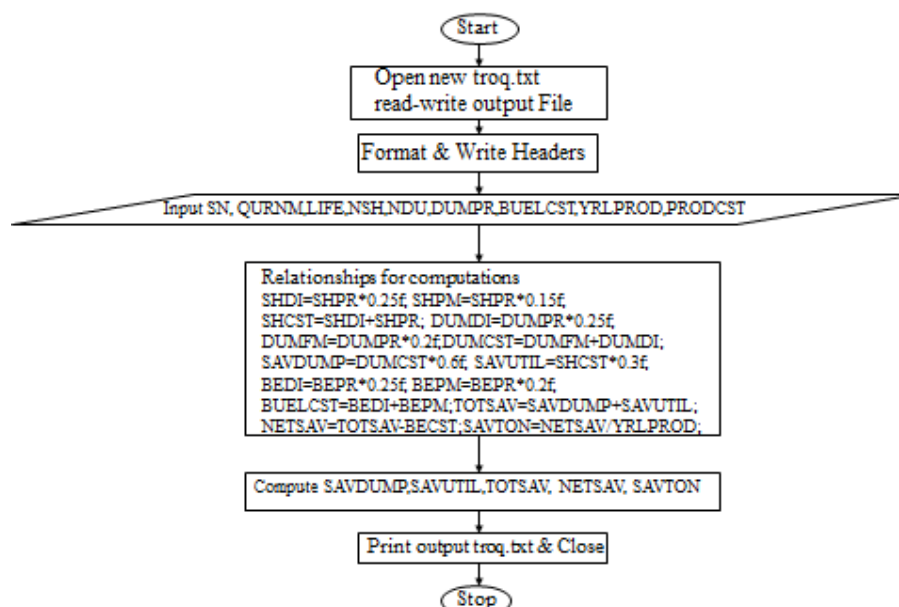 Start
Open new troq.txt
read-write output File
Format & Write Headers
Input SN, QURNM,LIFE,NSH,NDU,DUMPR,BUELCST,YRLPROD,PRODCST
Relationships for computations
SHDI=SHPR*0.25f, SHPM=SHPR*0.15f,
SHCST=SHDI+SHPR; DUMDI=DUMPR*0.25f,
DUMFM=DUMPR*0.2f;DUMCST=DUMFM+DUMDI;
SAVDUMP=DUMCST*0.6f, SAVUTIL=SHCST*0.3f,
BEDI=BEPR*0.25f, BEPM=BEPR*0.2f,
BUELCST=BEDI+BEPM;TOTSAV=SAVDUMP+SAVUTIL;
NETSAV=TOTSAV-BECST;SAVTON=NETSAV/YRLPROD;
Compute SAVDUMP,SAVUTIL,TOTSAV, NETSAV, SAVTON
Print output troq.txt & Close
Stop